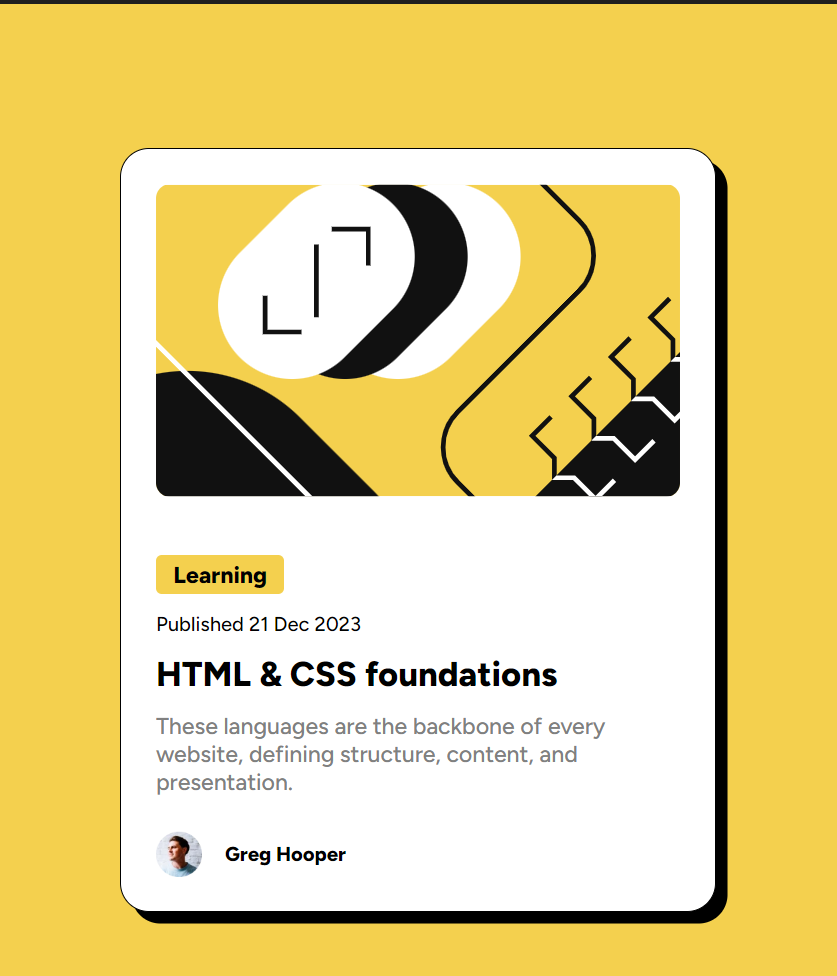 Learning
Published 21 Dec 2023
HTML & CSS foundations
These languages are the backbone of every
website, defining structure, content, and
presentation.
Greg Hooper